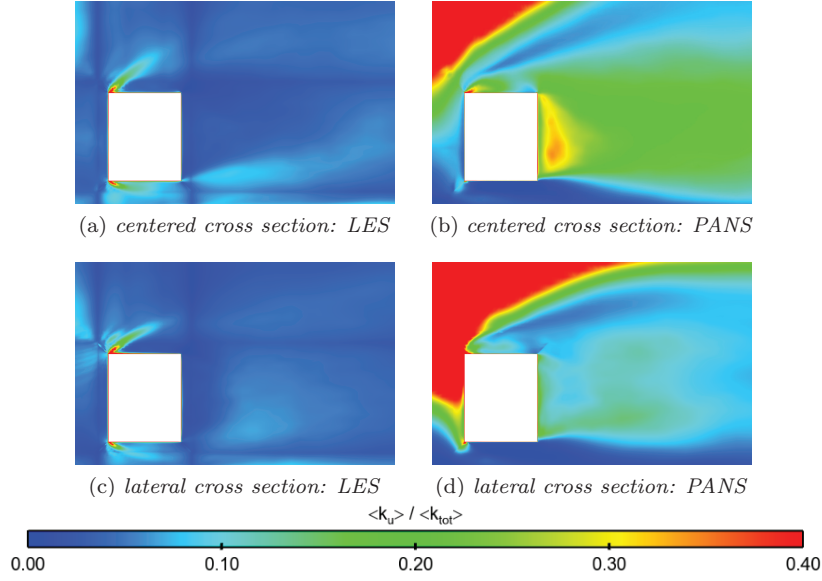 (a) centered cross section: LES
(b) centered cross section: PANS
(c) lateral cross section: LES
(d) lateral cross section: PANS
<k_u> / <k_tot>
0.00 0.10 0.20 0.30 0.40